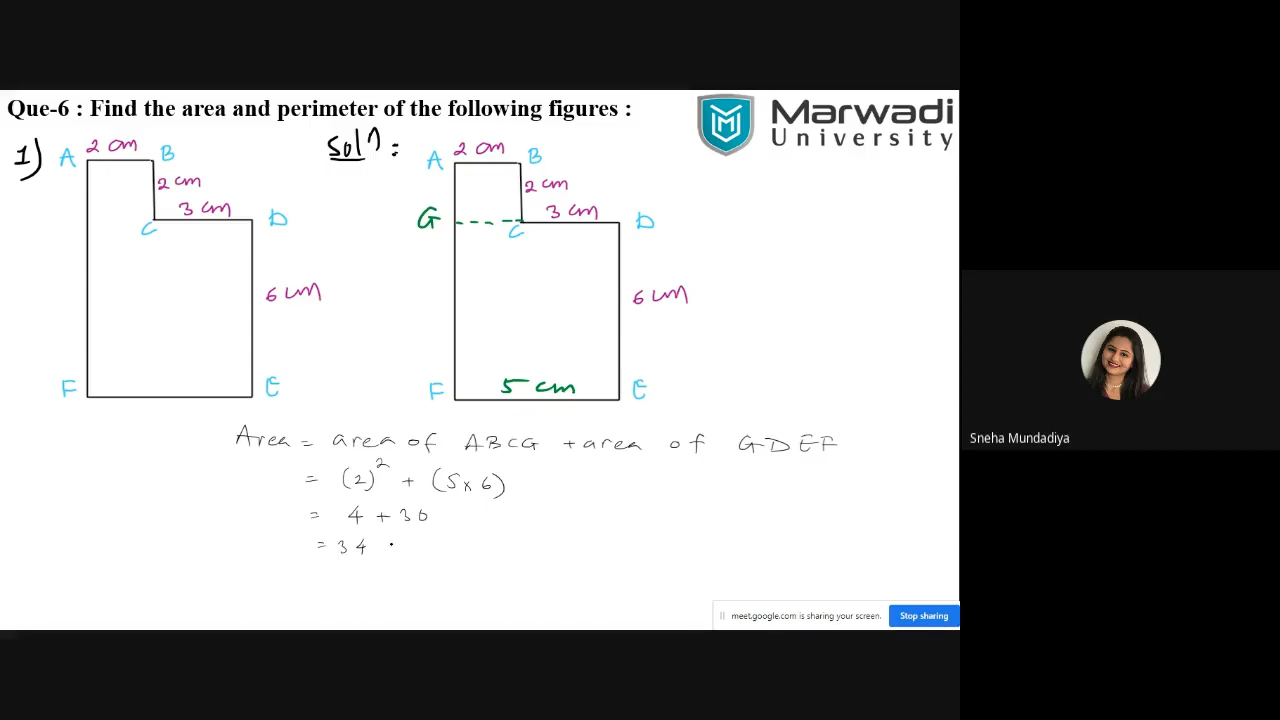 Que-6 : Find the area and perimeter of the following figures :
Marwadi
University
1)
A 2 cm B
2 cm
3 cm
C D
6 cm
F E
Solⁿ :
A 2 cm B
2 cm
3 cm
G C D
6 cm
5 cm
F E
Area = area of ABCG + area of GDEF
= (2)² + (5 x 6)
= 4 + 30
= 34
Sneha Mundadiya
meet.google.com is sharing your screen.
Stop sharing